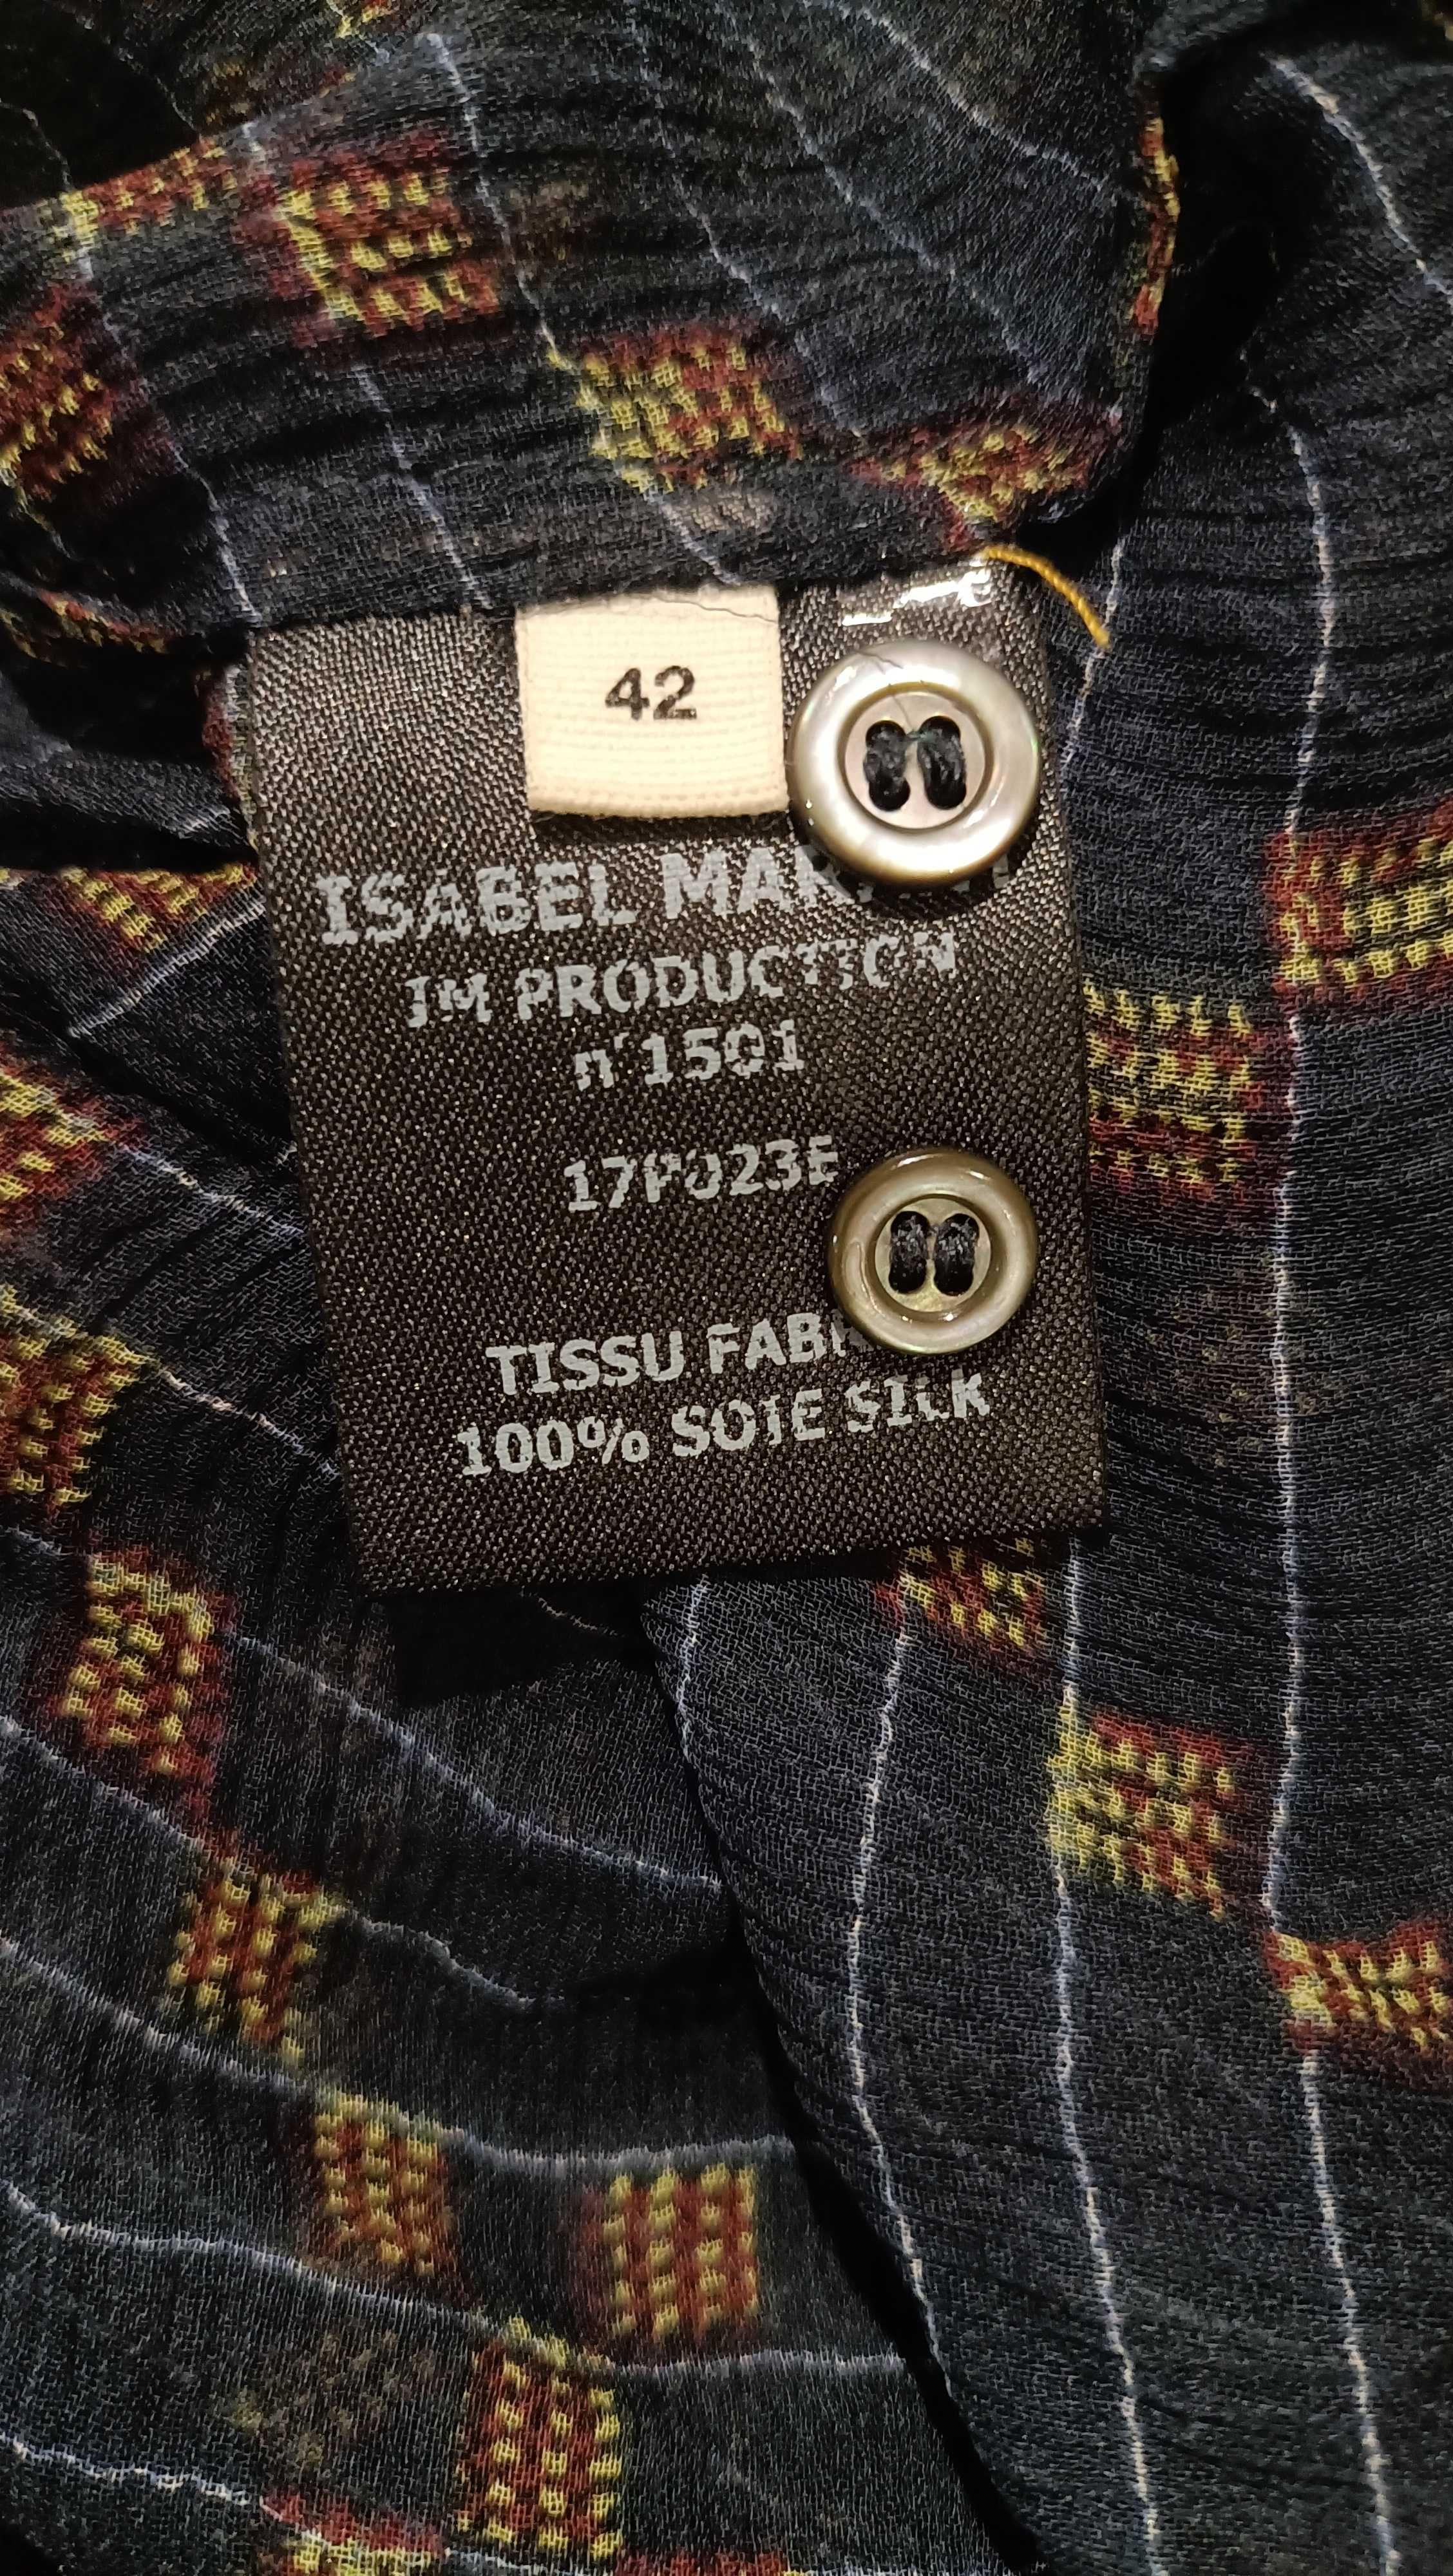 42
ISABEL
IM PRODUCTION
n°1501
17P023E
TISSU
100% SOIE SILK